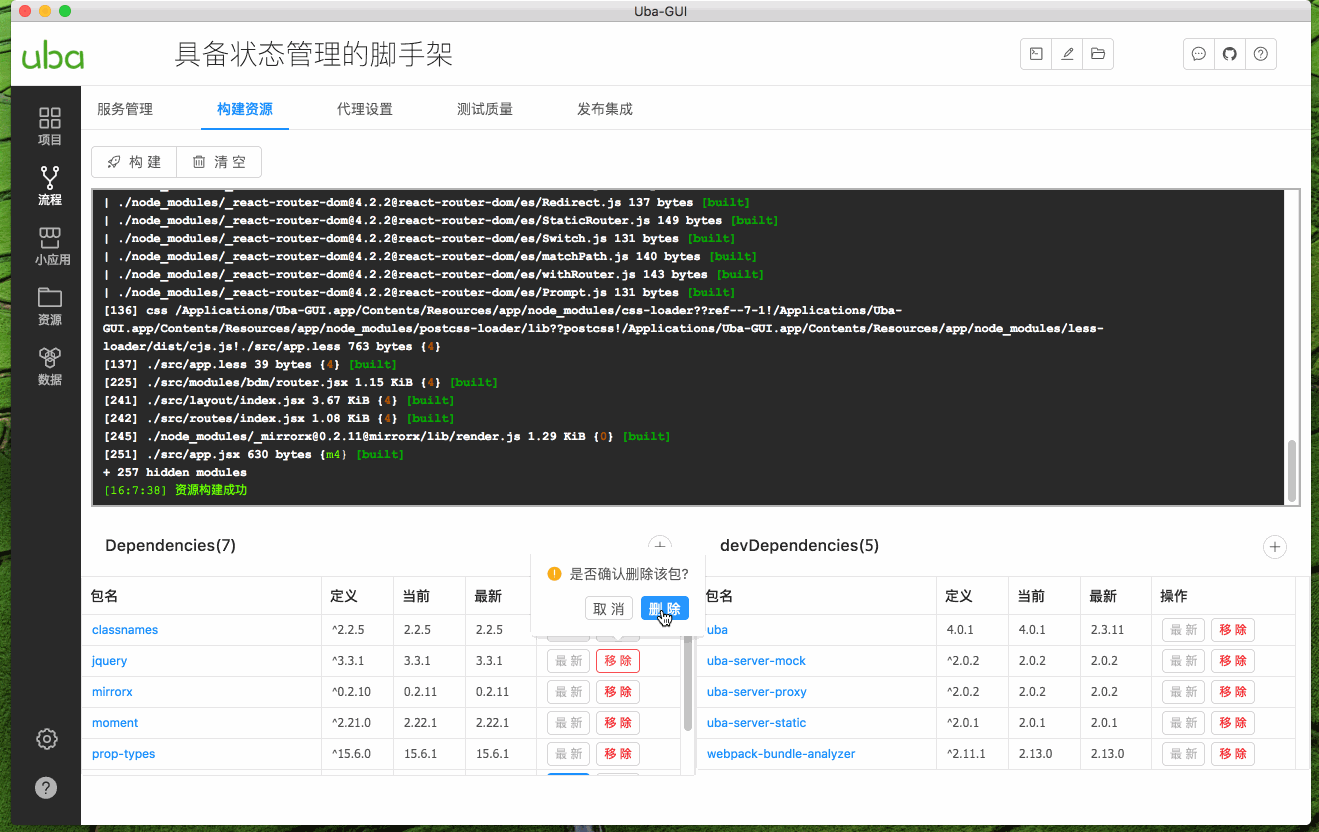 Uba-GUI
uba
具备状态管理的脚手架
项目
流程
小应用
资源
数据
服务管理
构建资源
代理设置
测试质量
发布集成
构 建
清 空
| ./node_modules/_react-router-dom@4.2.2@react-router-dom/es/Redirect.js 137 bytes [built]
| ./node_modules/_react-router-dom@4.2.2@react-router-dom/es/StaticRouter.js 149 bytes [built]
| ./node_modules/_react-router-dom@4.2.2@react-router-dom/es/Switch.js 131 bytes [built]
| ./node_modules/_react-router-dom@4.2.2@react-router-dom/es/matchPath.js 140 bytes [built]
| ./node_modules/_react-router-dom@4.2.2@react-router-dom/es/withRouter.js 143 bytes [built]
| ./node_modules/_react-router-dom@4.2.2@react-router-dom/es/Prompt.js 131 bytes [built]
[136] css /Applications/Uba-GUI.app/Contents/Resources/app/node_modules/css-loader??ref--7-1!/Applications/Uba-
GUI.app/Contents/Resources/app/node_modules/postcss-loader/lib??postcss!/Applications/Uba-GUI.app/Contents/Resources/app/node_modules/less-
loader/dist/cjs.js!./src/app.less 763 bytes {4}
[137] ./src/app.less 39 bytes {4} [built]
[225] ./src/modules/bdm/router.jsx 1.15 KiB {4} [built]
[241] ./src/layout/index.jsx 3.67 KiB {4} [built]
[242] ./src/routes/index.jsx 1.08 KiB {4} [built]
[245] ./node_modules/_mirrorx@0.2.11@mirrorx/lib/render.js 1.29 KiB {0} [built]
[251] ./src/app.jsx 630 bytes {m4} [built]
+ 257 hidden modules
[16:7:38] 资源构建成功
Dependencies(7)
包名 定义 当前 最新
classnames ^2.2.5 2.2.5 2.2.5
jquery ^3.3.1 3.3.1 3.3.1 最 新 移 除
mirrorx ^0.2.10 0.2.11 0.2.11 最 新 移 除
moment ^2.21.0 2.22.1 2.22.1 最 新 移 除
prop-types ^15.6.0 15.6.1 15.6.1 最 新 移 除
是否确认删除该包?
取 消 删 除
devDependencies(5)
包名 定义 当前 最新 操作
uba 4.0.1 4.0.1 2.3.11 最 新 移 除
uba-server-mock ^2.0.2 2.0.2 2.0.2 最 新 移 除
uba-server-proxy ^2.0.2 2.0.2 2.0.2 最 新 移 除
uba-server-static ^2.0.1 2.0.1 2.0.1 最 新 移 除
webpack-bundle-analyzer ^2.11.1 2.13.0 2.13.0 最 新 移 除